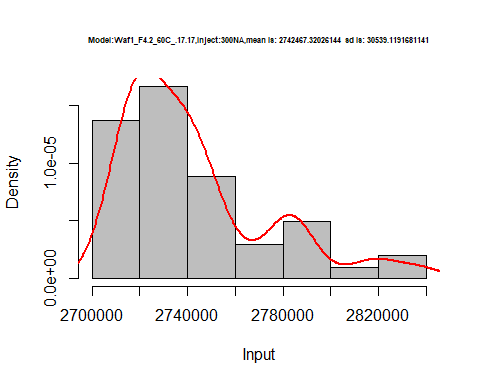 Model:Waf1_F4.2_60C_.17.17,Inject:300NA,mean is: 2742467.32026144  sd is: 30539.1191681141
Density
1.0e-05
0.0e+00
2700000 2740000 2780000 2820000
Input